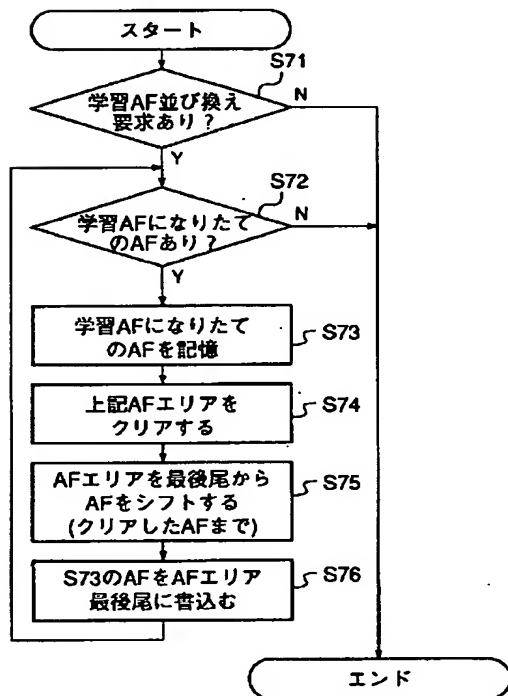 スタート
S71
学習AF並び換え
要求あり？
N
Y
S72
学習AFになりたて
のAFあり？
N
Y
学習AFになりたて
のAFを記憶
S73
上記AFエリアを
クリアする
S74
AFエリアを最後尾から
AFをシフトする
(クリアしたAFまで)
S75
S73のAFをAFエリア
最後尾に書込む
S76
エンド